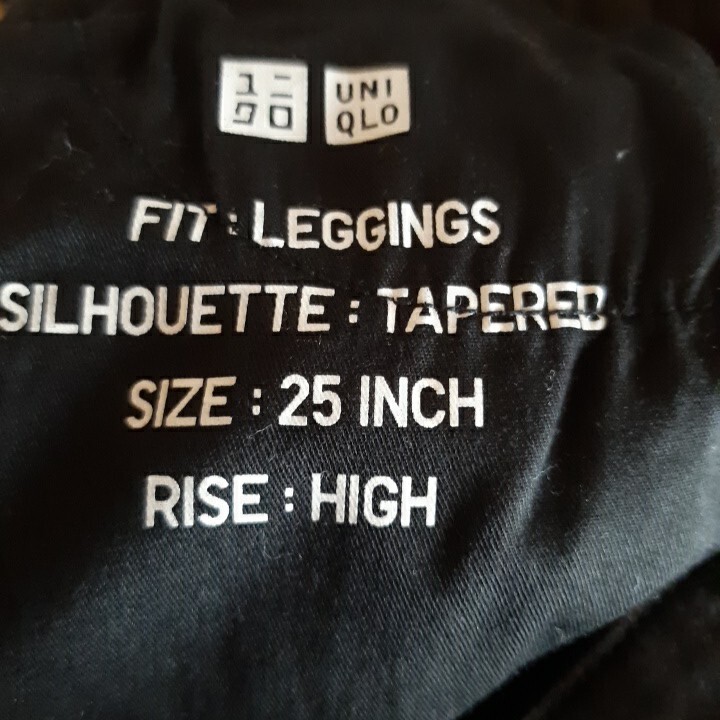 ユニ UNI
クロ QLO
FIT : LEGGINGS
SILHOUETTE : TAPERED
SIZE : 25 INCH
RISE : HIGH